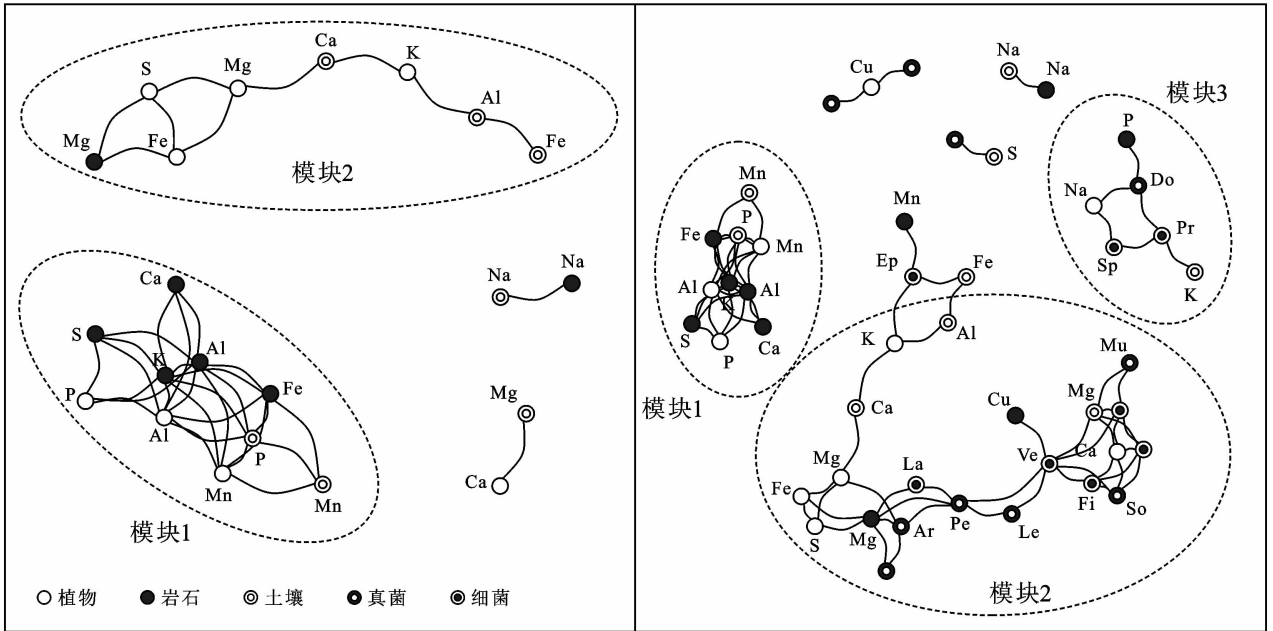 Ca
K
S
Mg
Al
Mg
Fe
Fe
模块2
Ca
Na
Na
S
K
Al
Fe
P
Al
Mg
P
Mn
Mn
Ca
模块1
植物
岩石
土壤
真菌
细菌
Cu
Na
Na
模块3
S
P
Do
Na
Pr
Sp
K
Mn
P
Fe
Mn
Al
Al
K
S
P
Ca
模块1
Mn
Ep
Fe
K
Al
Ca
Mu
Mg
Cu
Ve
Ca
Mg
La
Fe
Fi
So
S
Mg
Ar
Pe
Le
模块2